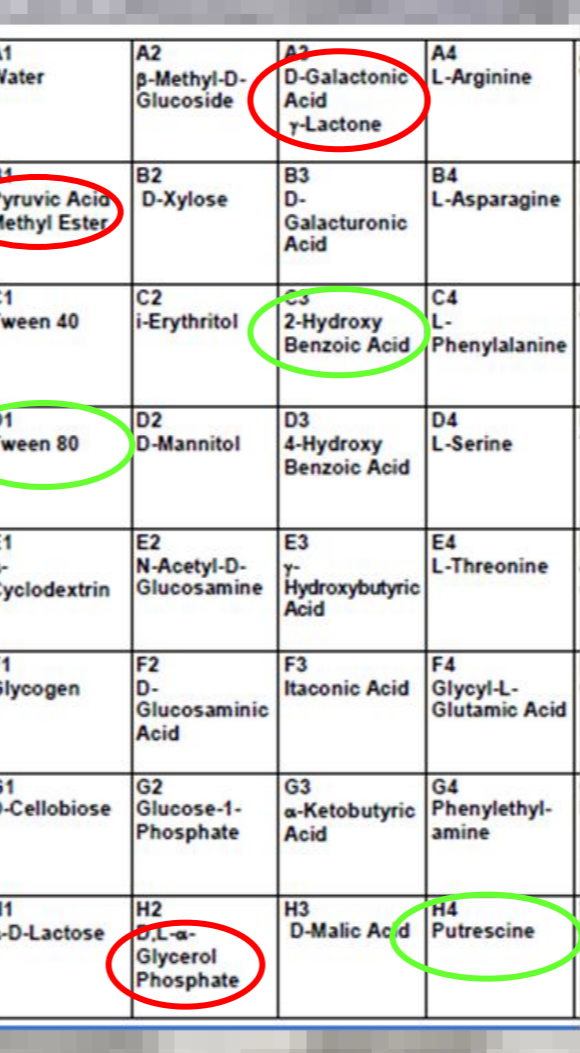 A1
Water
A2
β-Methyl-D-
Glucoside
A3
D-Galactonic
Acid
γ-Lactone
A4
L-Arginine
B1
Pyruvic Acid
Methyl Ester
B2
D-Xylose
B3
D-
Galacturonic
Acid
B4
L-Asparagine
C1
Tween 40
C2
i-Erythritol
C3
2-Hydroxy
Benzoic Acid
C4
L-
Phenylalanine
D1
Tween 80
D2
D-Mannitol
D3
4-Hydroxy
Benzoic Acid
D4
L-Serine
E1
Cyclodextrin
E2
N-Acetyl-D-
Glucosamine
E3
γ-
Hydroxybutyric
Acid
E4
L-Threonine
F1
Glycogen
F2
D-
Glucosaminic
Acid
F3
Itaconic Acid
F4
Glycyl-L-
Glutamic Acid
G1
D-Cellobiose
G2
Glucose-1-
Phosphate
G3
α-Ketobutyric
Acid
G4
Phenylethyl-
amine
H1
-D-Lactose
H2
D,L-α-
Glycerol
Phosphate
H3
D-Malic Acid
H4
Putrescine